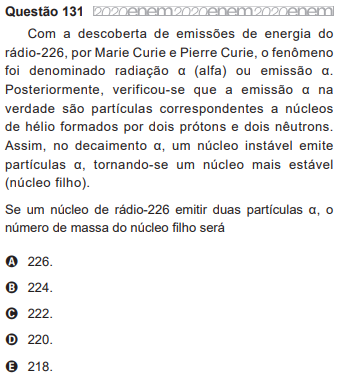 Questão 131 2020enem2020enem2020enem
Com a descoberta de emissões de energia do
rádio-226, por Marie Curie e Pierre Curie, o fenômeno
foi denominado radiação α (alfa) ou emissão α.
Posteriormente, verificou-se que a emissão α na
verdade são partículas correspondentes a núcleos
de hélio formados por dois prótons e dois nêutrons.
Assim, no decaimento α, um núcleo instável emite
partículas α, tornando-se um núcleo mais estável
(núcleo filho).
Se um núcleo de rádio-226 emitir duas partículas α, o
número de massa do núcleo filho será
A 226.
B 224.
C 222.
D 220.
E 218.